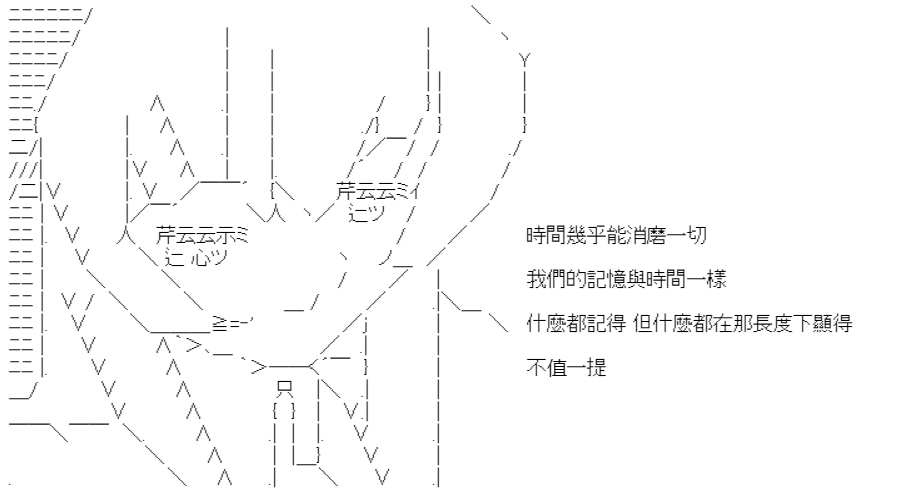 時間幾乎能消磨一切
我們的記憶與時間一樣
什麼都記得 但什麼都在那長度下顯得
不值一提